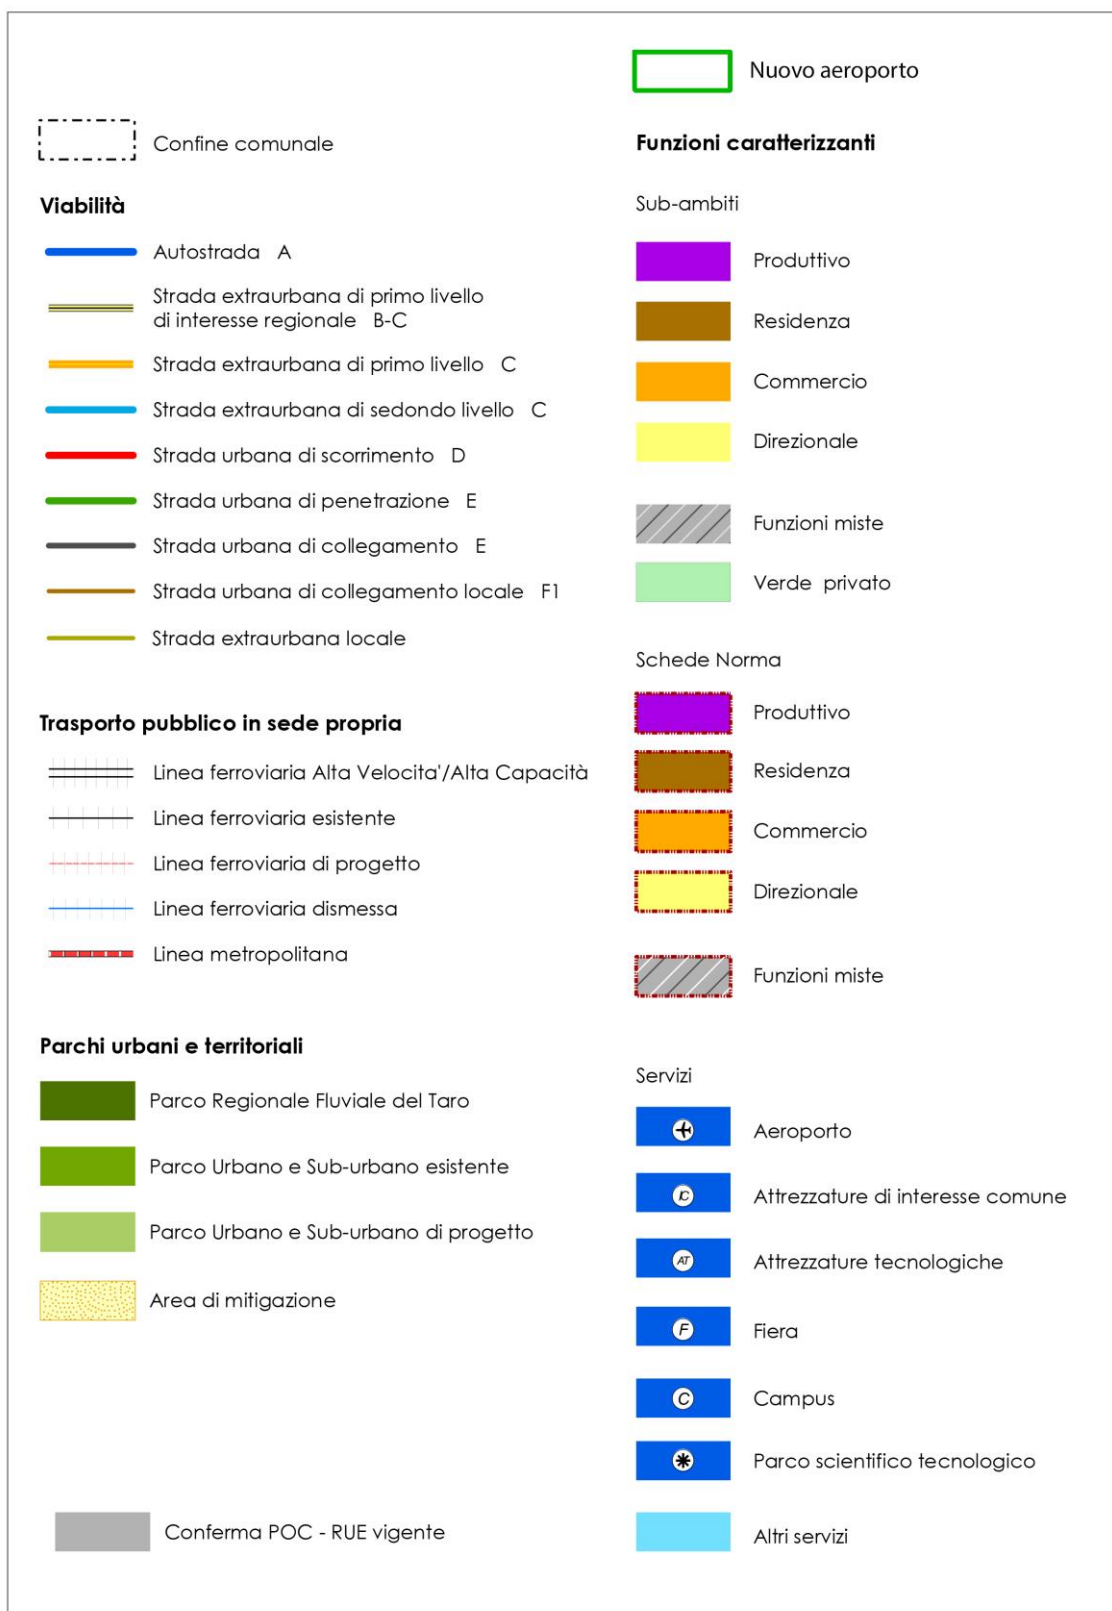 Nuovo aeroporto
Confine comunale
Viabilità
Autostrada A
Strada extraurbana di primo livello
di interesse regionale B-C
Strada extraurbana di primo livello C
Strada extraurbana di sedondo livello C
Strada urbana di scorrimento D
Strada urbana di penetrazione E
Strada urbana di collegamento E
Strada urbana di collegamento locale F1
Strada extraurbana locale
Trasporto pubblico in sede propria
Linea ferroviaria Alta Velocita'/Alta Capacità
Linea ferroviaria esistente
Linea ferroviaria di progetto
Linea ferroviaria dismessa
Linea metropolitana
Parchi urbani e territoriali
Parco Regionale Fluviale del Taro
Parco Urbano e Sub-urbano esistente
Parco Urbano e Sub-urbano di progetto
Area di mitigazione
Conferma POC - RUE vigente
Funzioni caratterizzanti
Sub-ambiti
Produttivo
Residenza
Commercio
Direzionale
Funzioni miste
Verde privato
Schede Norma
Produttivo
Residenza
Commercio
Direzionale
Funzioni miste
Servizi
Aeroporto
IC Attrezzature di interesse comune
AT Attrezzature tecnologiche
F Fiera
C Campus
Parco scientifico tecnologico
Altri servizi